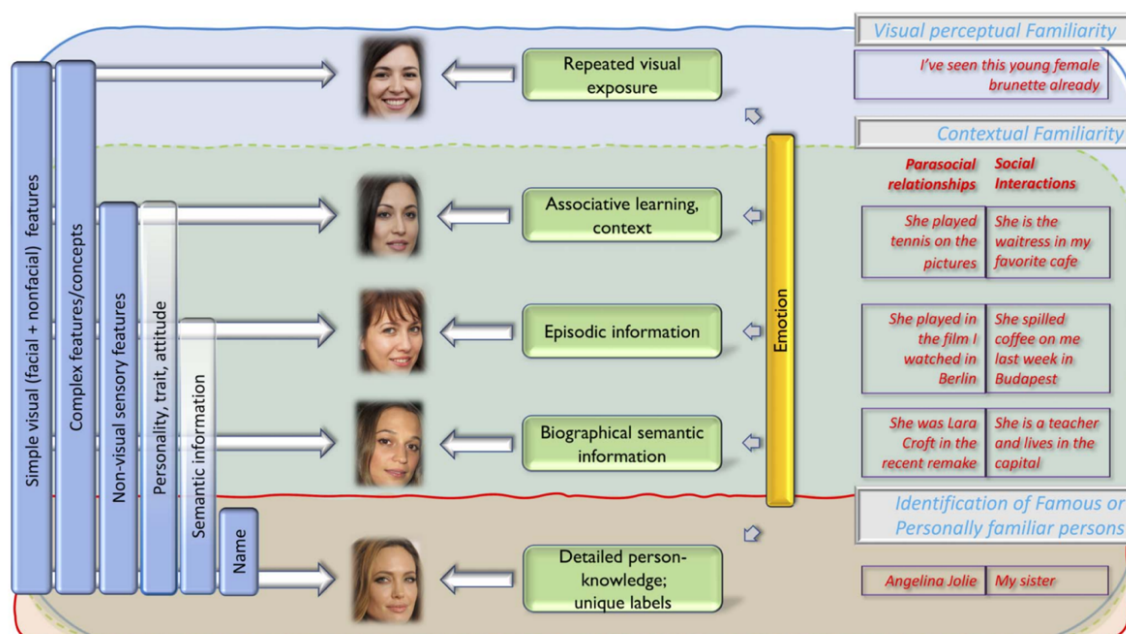 Visual perceptual Familiarity
Repeated visual
exposure
I've seen this young female
brunette already
Contextual Familiarity
Parasocial
relationships
Social
Interactions
Associative learning,
context
She played
tennis on the
pictures
She is the
waitress in my
favorite cafe
Episodic information
She played in
the film I
watched in
Berlin
She spilled
coffee on me
last week in
Budapest
Biographical semantic
information
She was Lara
Croft in the
recent remake
She is a teacher
and lives in the
capital
Identification of Famous or
Personally familiar persons
Detailed person-
knowledge;
unique labels
Angelina Jolie
My sister
Simple visual (facial + nonfacial) features
Complex features/concepts
Non-visual sensory features
Personality, trait, attitude
Semantic information
Name
Emotion